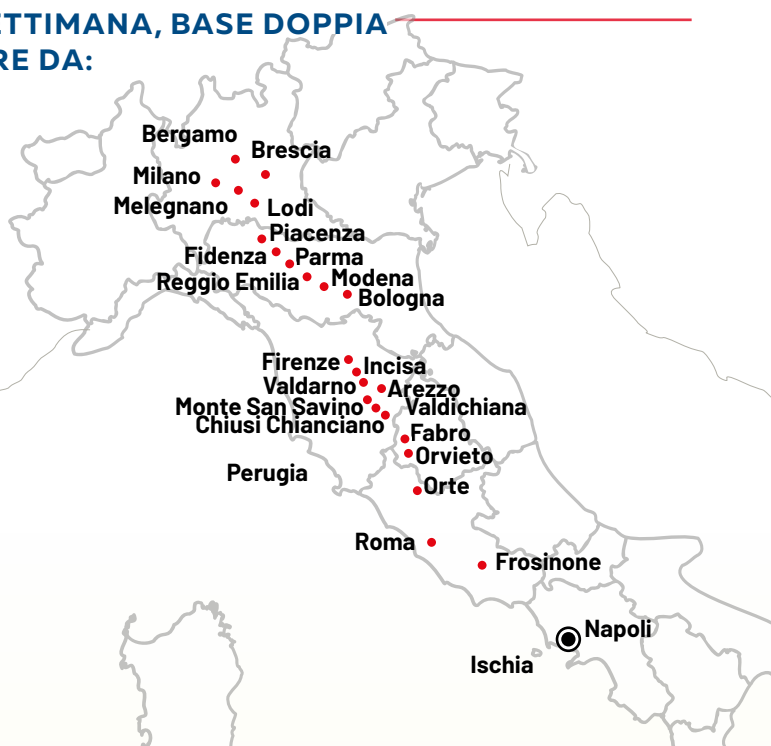 ETTIMANA, BASE DOPPIA
RE DA:
Bergamo
Brescia
Milano
Melegnano
Lodi
Piacenza
Fidenza
Parma
Reggio Emilia
Modena
Bologna
Firenze
Incisa
Valdarno
Arezzo
Monte San Savino
Valdichiana
Chiusi Chianciano
Fabro
Orvieto
Perugia
Orte
Roma
Frosinone
Napoli
Ischia